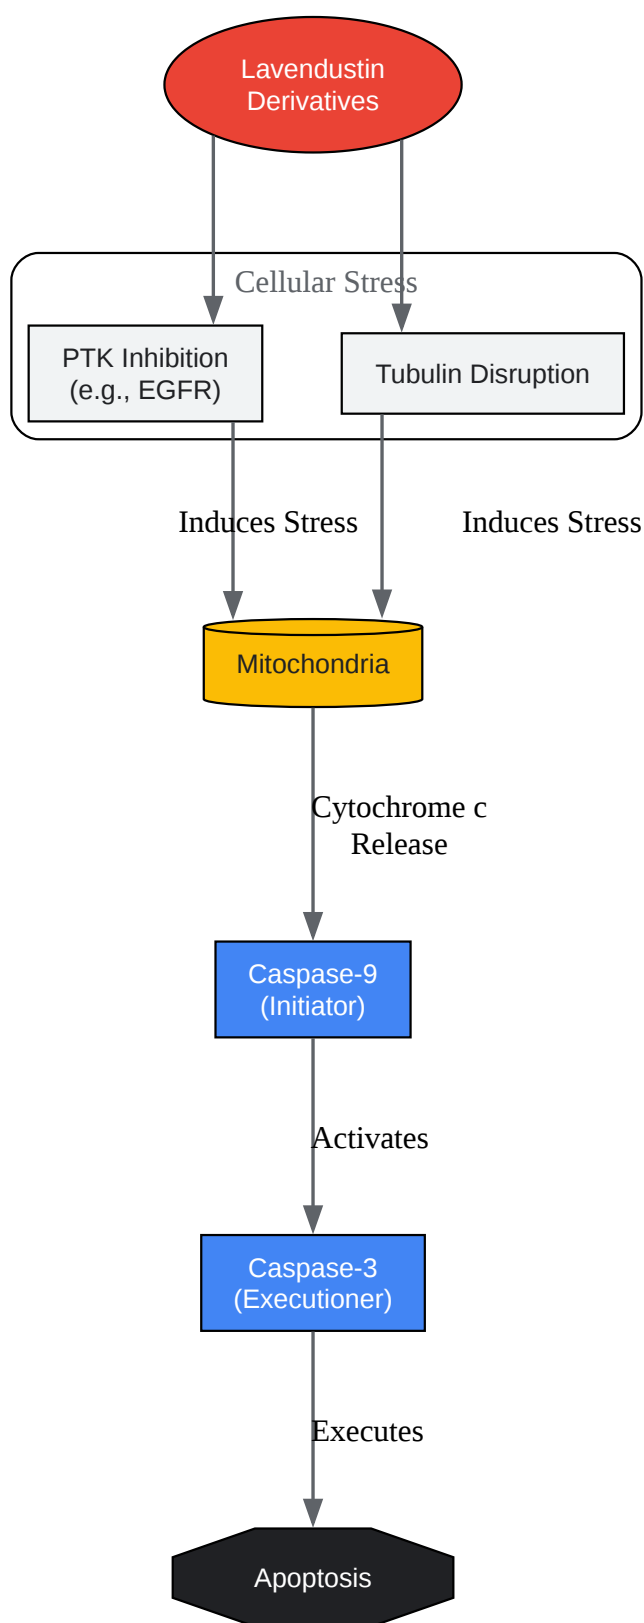 Lavendustin
Derivatives
Cellular Stress
PTK Inhibition
(e.g., EGFR)
Tubulin Disruption
Induces Stress
Induces Stress
Mitochondria
Cytochrome c
Release
Caspase-9
(Initiator)
Activates
Caspase-3
(Executioner)
Executes
Apoptosis